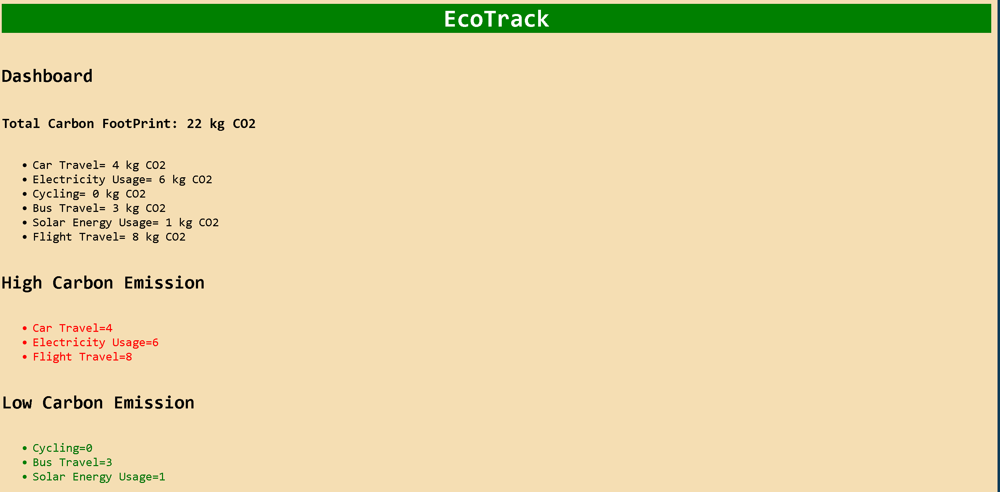 EcoTrack
Dashboard
Total Carbon FootPrint: 22 kg CO2
• Car Travel= 4 kg CO2
• Electricity Usage= 6 kg CO2
• Cycling= 0 kg CO2
• Bus Travel= 3 kg CO2
• Solar Energy Usage= 1 kg CO2
• Flight Travel= 8 kg CO2
High Carbon Emission
• Car Travel=4
• Electricity Usage=6
• Flight Travel=8
Low Carbon Emission
• Cycling=0
• Bus Travel=3
• Solar Energy Usage=1